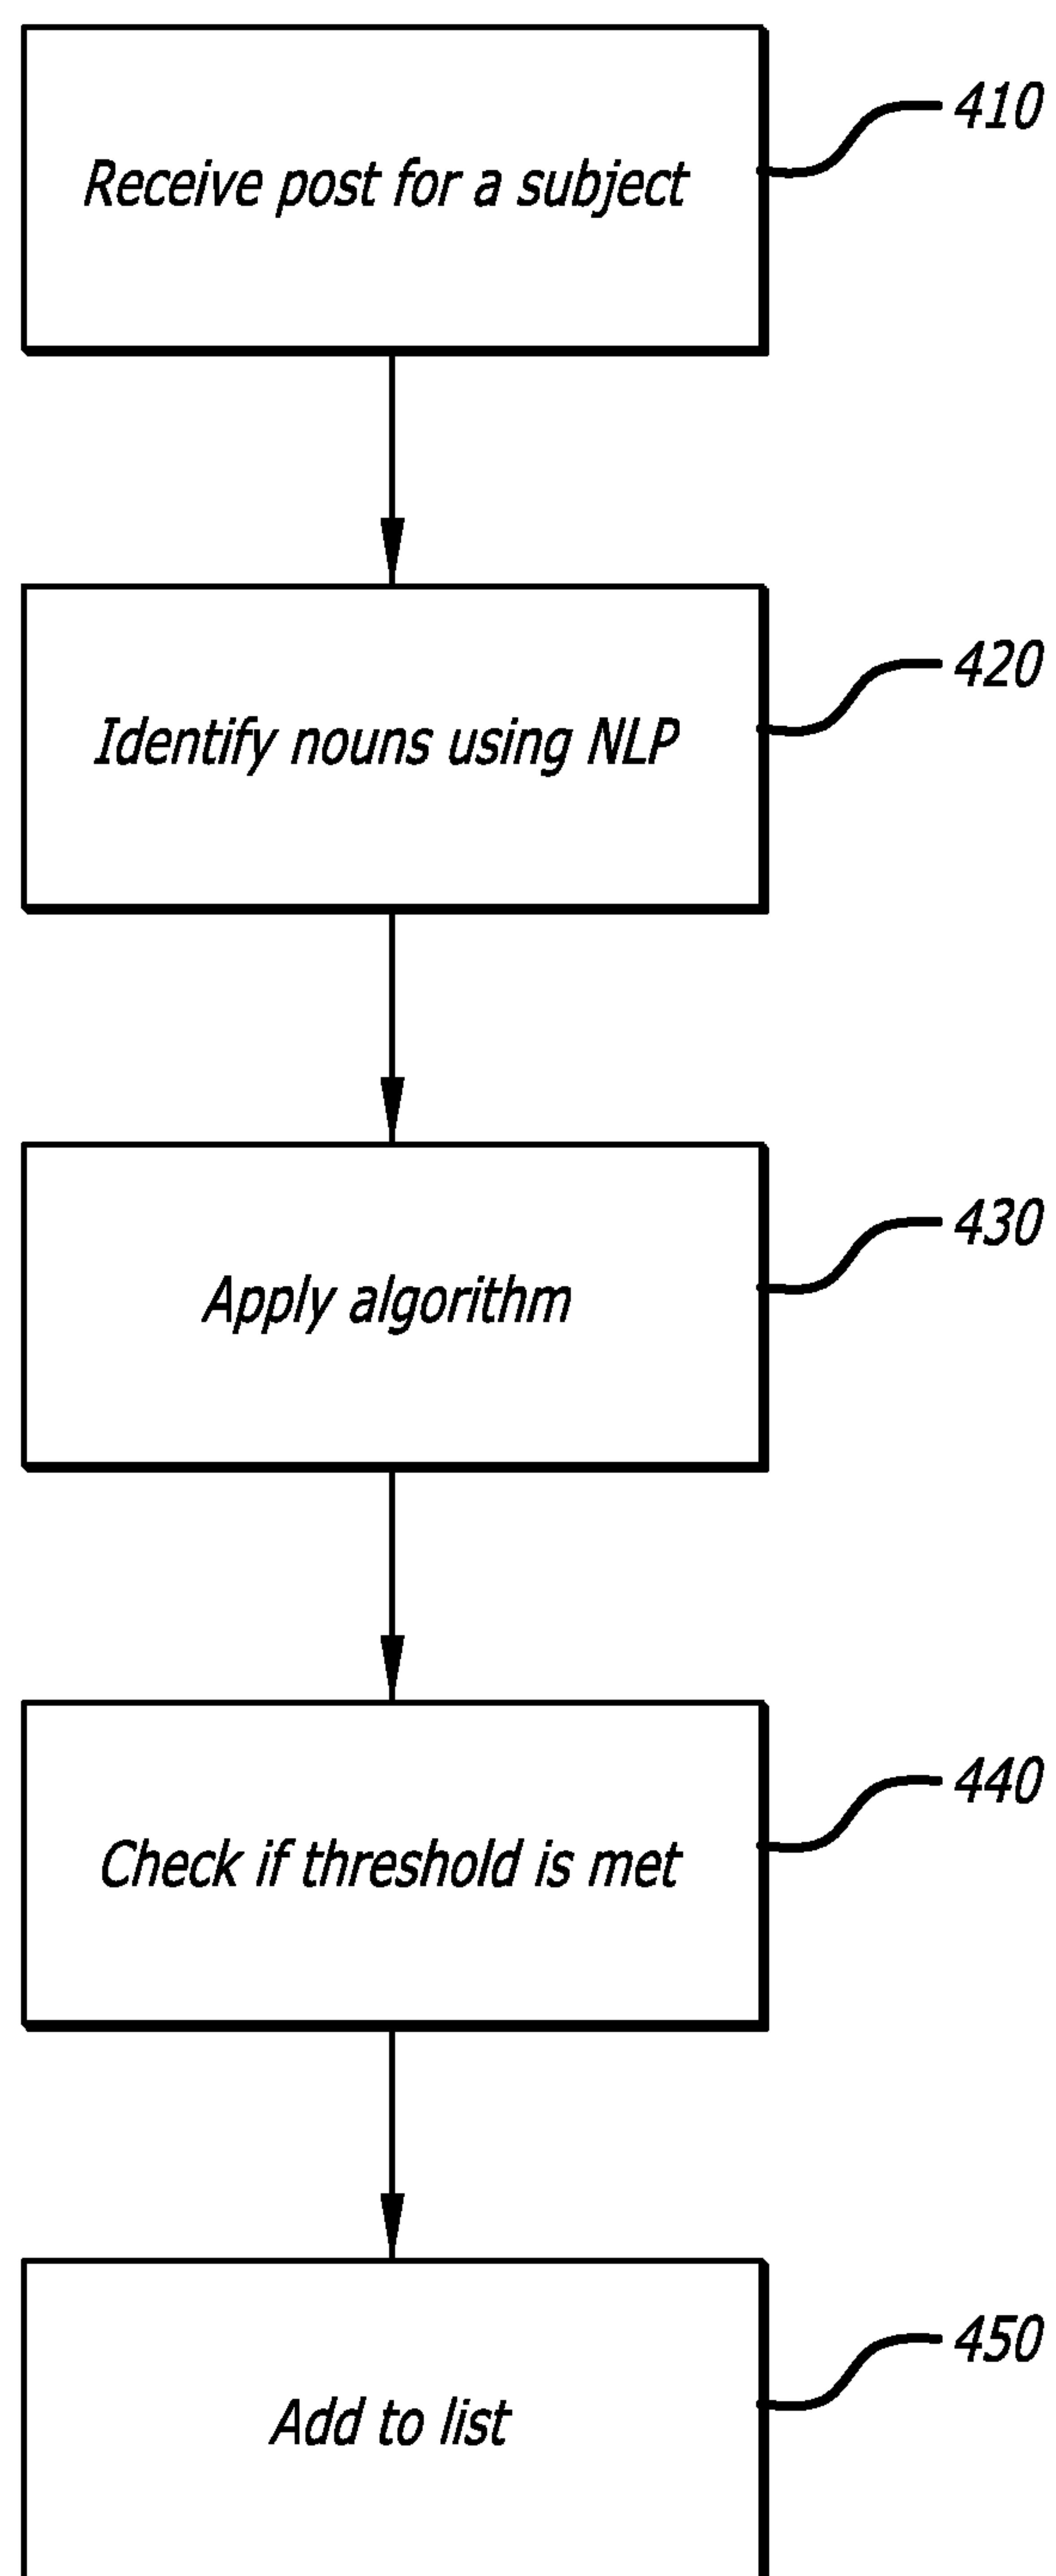 Receive post for a subject
410
Identify nouns using NLP
420
Apply algorithm
430
Check if threshold is met
440
Add to list
450